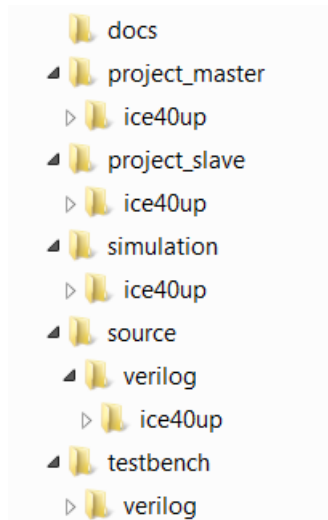 docs
project_master
ice40up
project_slave
ice40up
simulation
ice40up
source
verilog
ice40up
testbench
verilog